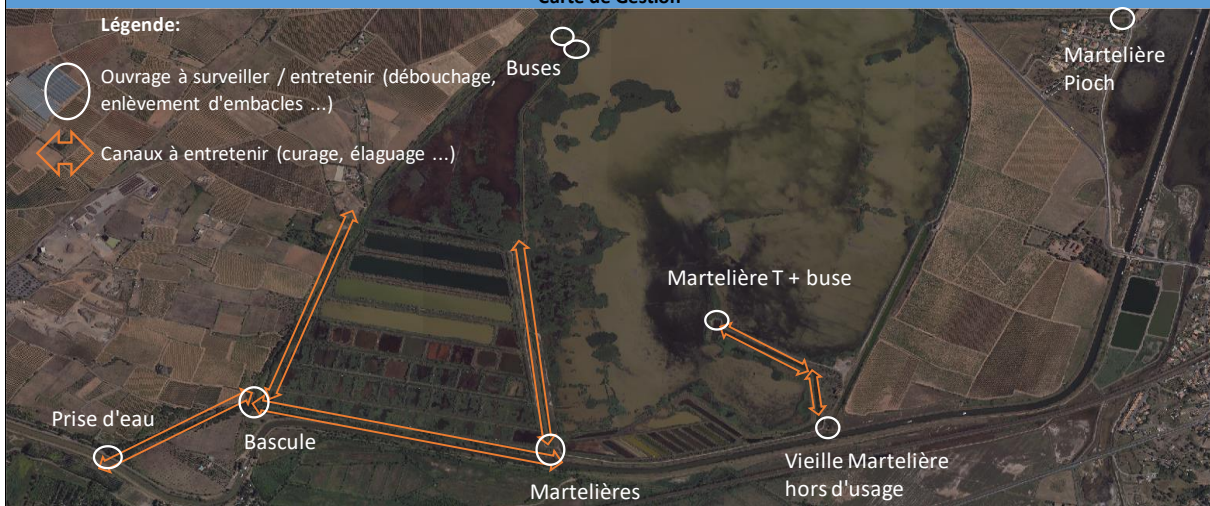 Carte de Gestion
Légende:
Ouvrage à surveiller / entretenir (débouchage,
enlèvement d'embacles ...)
Canaux à entretenir (curage, élaguage ...)
Buses
Martelière
Pioch
Martelière T + buse
Prise d'eau
Bascule
Martelières
Vieille Martelière
hors d'usage